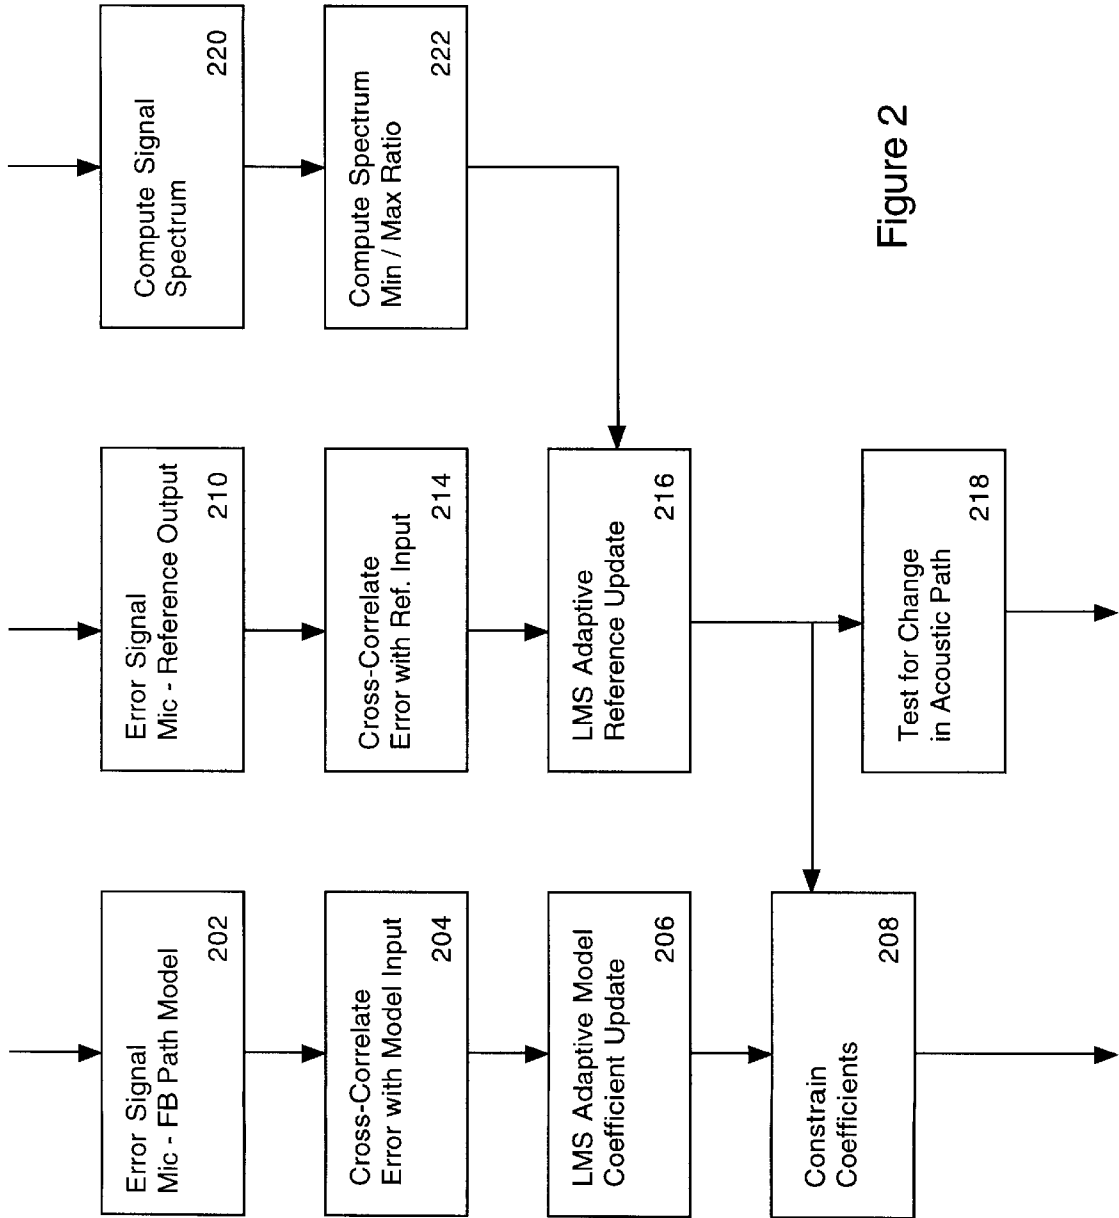 Error Signal
Mic - FB Path Model
202
Cross-Correlate
Error with Model Input
204
LMS Adaptive Model
Coefficient Update
206
Constrain
Coefficients
208
Error Signal
Mic - Reference Output
210
Cross-Correlate
Error with Ref. Input
214
LMS Adaptive
Reference Update
216
Test for Change
in Acoustic Path
218
Compute Signal
Spectrum
220
Compute Spectrum
Min / Max Ratio
222
Figure 2